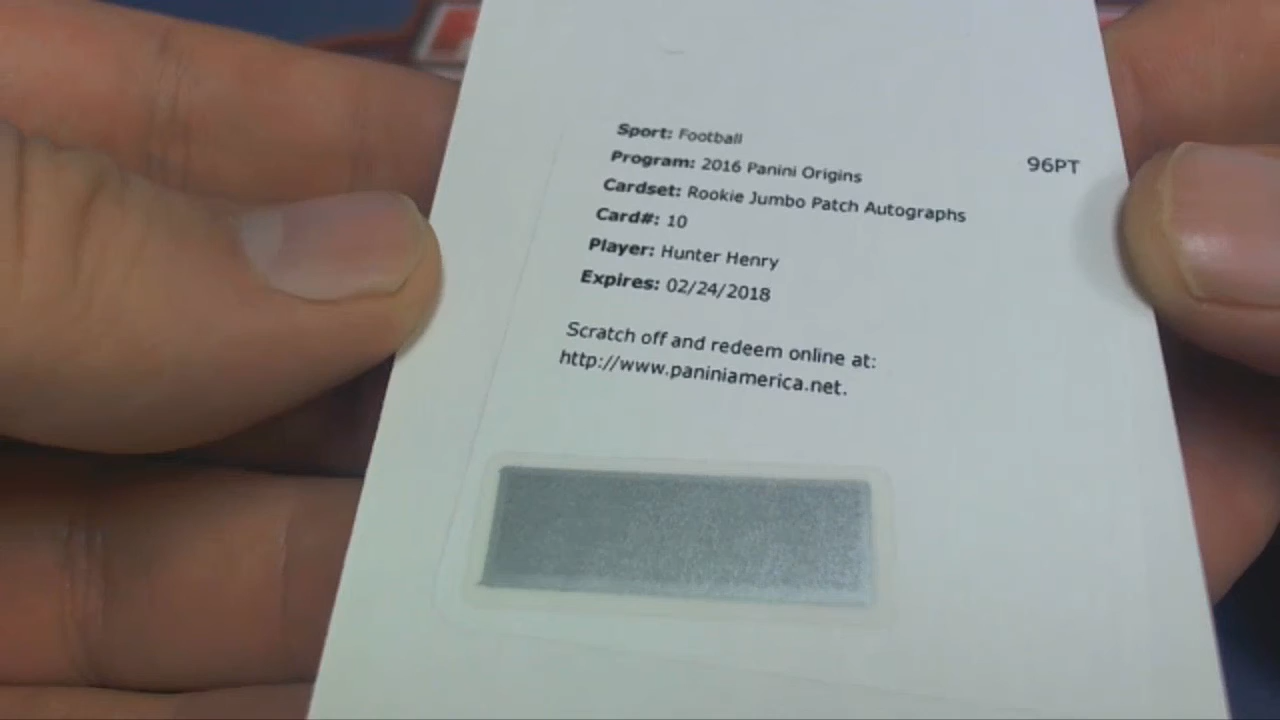 Sport: Football
Program: 2016 Panini Origins
96PT
Cardset: Rookie Jumbo Patch Autographs
Card#: 10
Player: Hunter Henry
Expires: 02/24/2018
Scratch off and redeem online at:
http://www.paniniamerica.net.